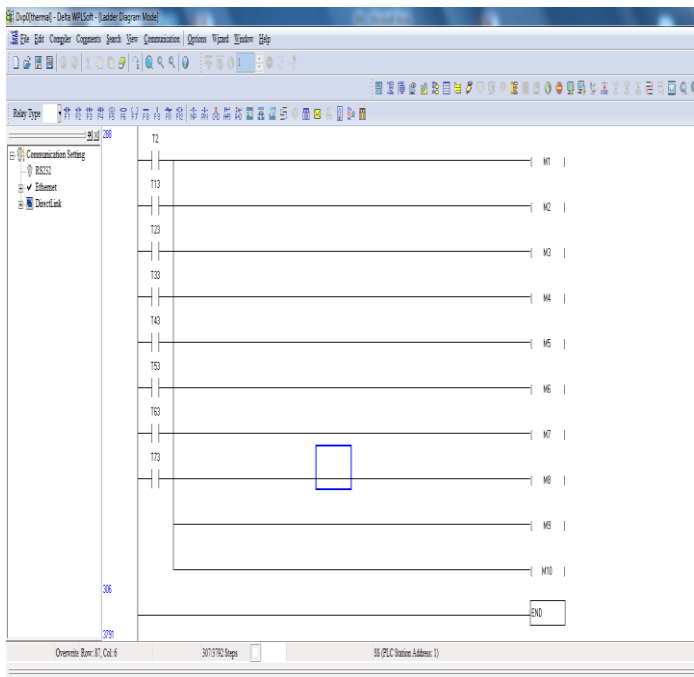 Dvp0(thermal) - Delta WPLSoft - [Ladder Diagram Mode]
File Edit Compiler Comments Search View Communication Options Wizard Window Help
1
Relay Type
288
Communication Setting
RS232
Ethernet
DirectLink
T2
M1
T13
M2
T23
M3
T33
M4
T43
M5
T53
M6
T63
M7
T73
M8
M9
M10
306
END
3791
Overwrite Row: 87, Col: 6 307/3792 Steps SS (PLC Station Address: 1)